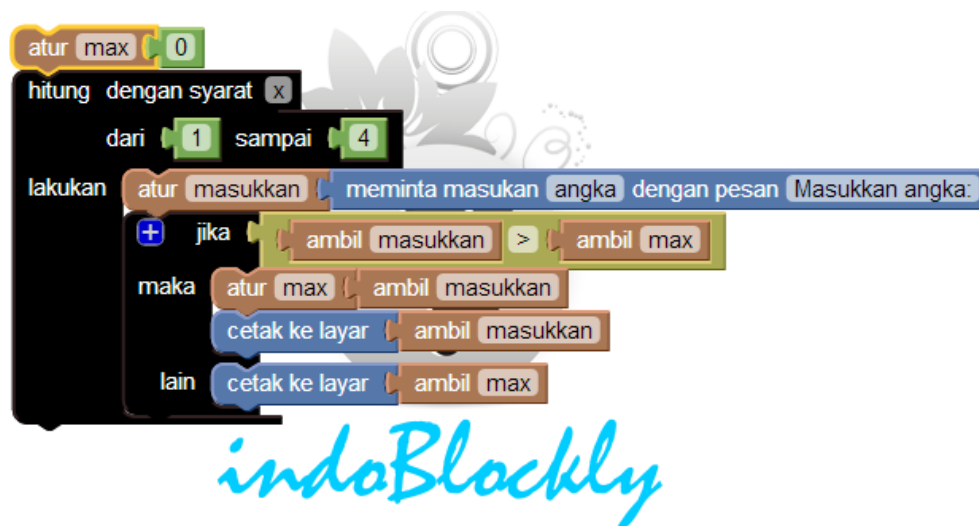 atur max 0
hitung dengan syarat x
dari 1 sampai 4
lakukan atur masukkan meminta masukan angka dengan pesan Masukkan angka:
+ jika ambil masukkan > ambil max
maka atur max ambil masukkan
cetak ke layar ambil masukkan
lain cetak ke layar ambil max
indoBlockly